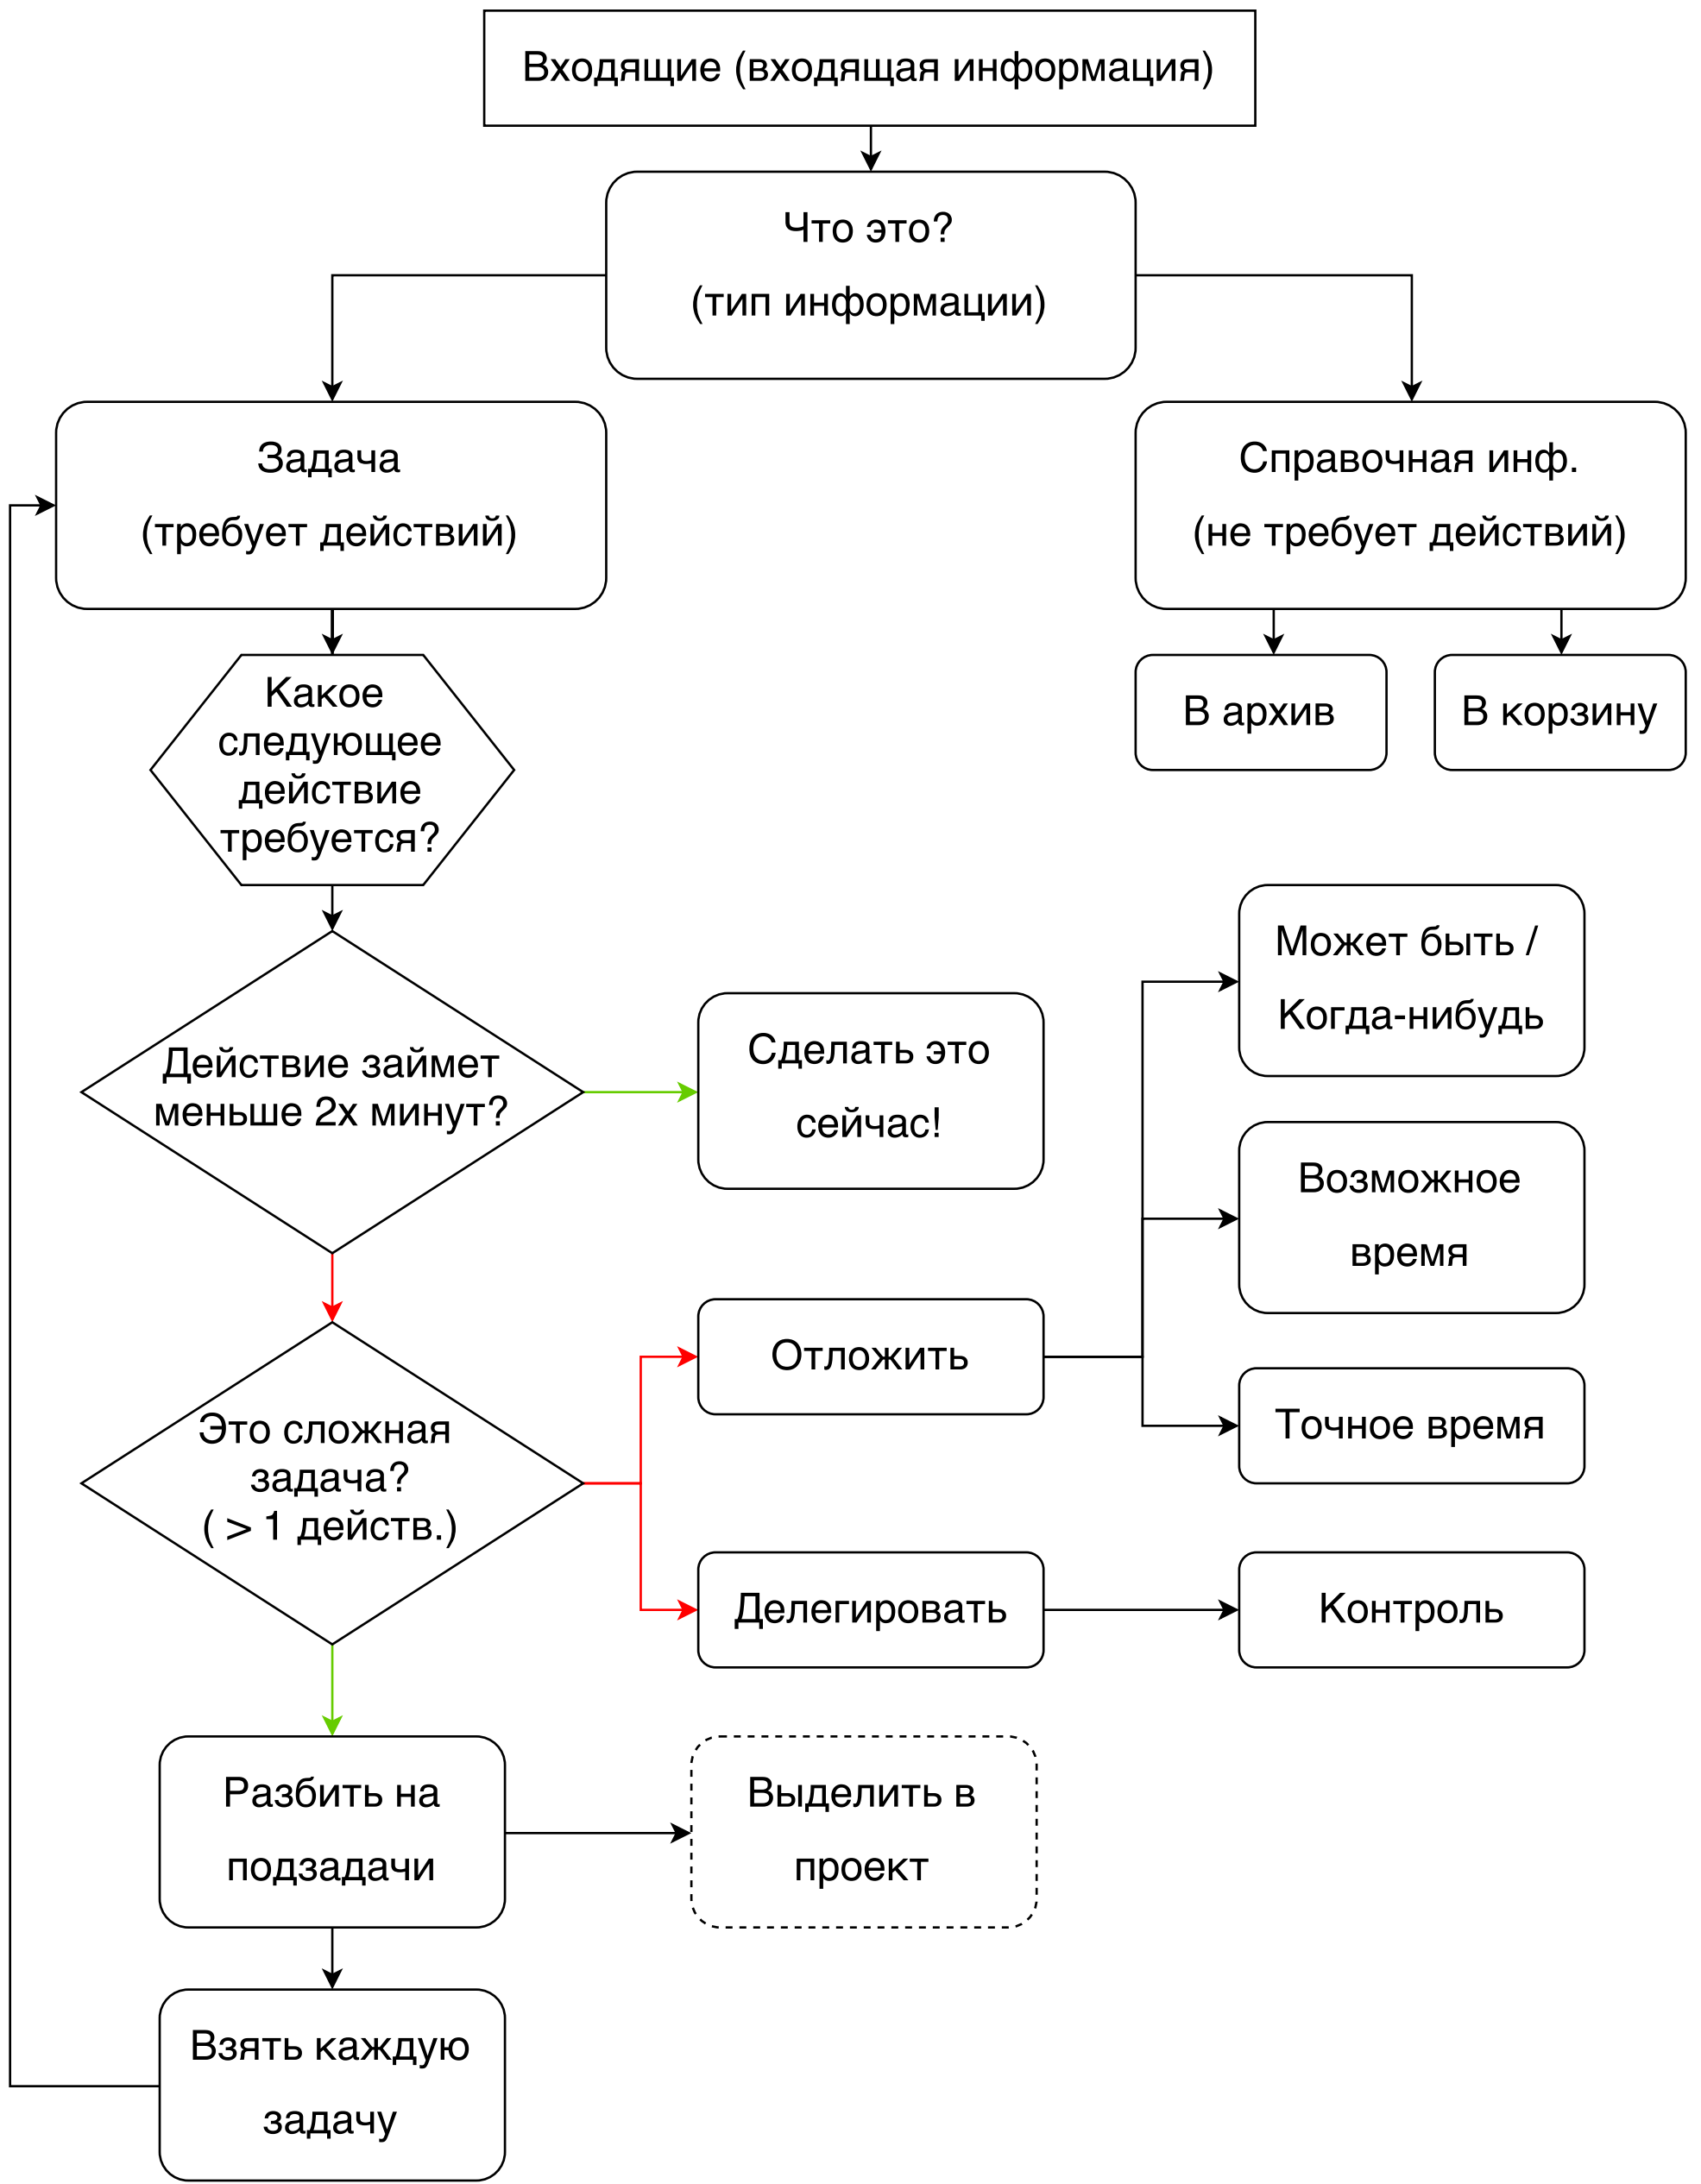 Входящие (входящая информация)
Что это?
(тип информации)
Задача
(требует действий)
Справочная инф.
(не требует действий)
В архив
В корзину
Какое
следующее
действие
требуется?
Действие займет
меньше 2х минут?
Сделать это
сейчас!
Может быть /
Когда-нибудь
Возможное
время
Отложить
Точное время
Это сложная
задача?
( > 1 действ.)
Делегировать
Контроль
Разбить на
подзадачи
Выделить в
проект
Взять каждую
задачу